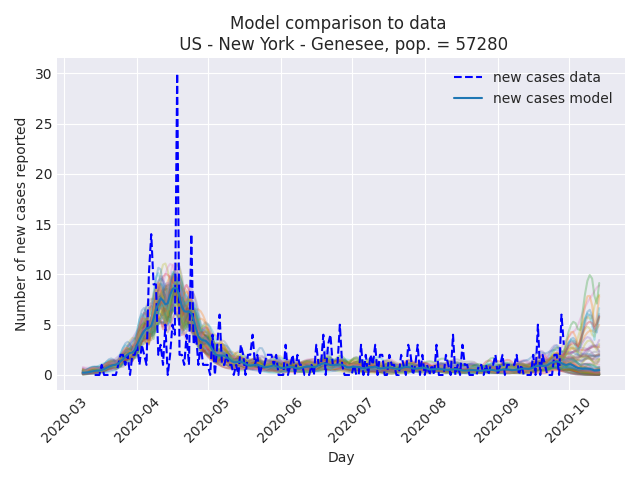 Model comparison to data
US - New York - Genesee, pop. = 57280
new cases data
new cases model
Number of new cases reported
30
25
20
15
10
5
0
2020-03
2020-04
2020-05
2020-06
2020-07
2020-08
2020-09
2020-10
Day